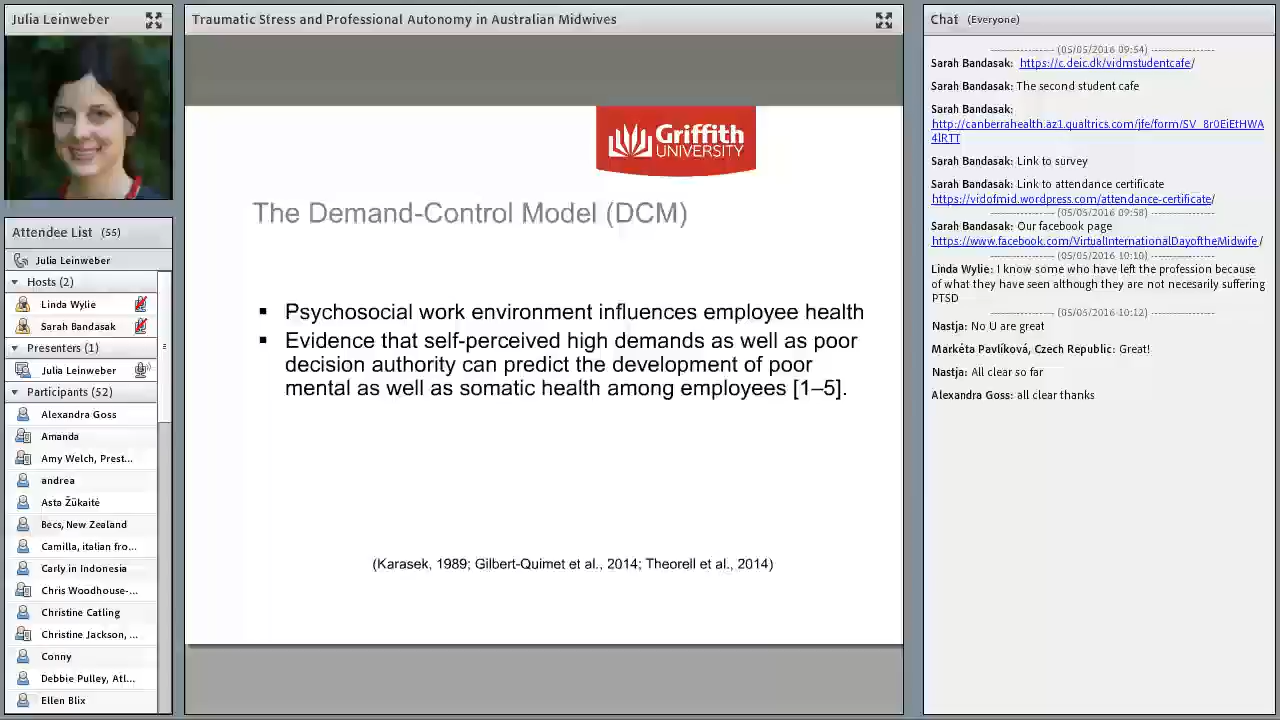 Julia Leinweber
Attendee List (55)
Julia Leinweber
Hosts (2)
Linda Wylie
Sarah Bandasak
Presenters (1)
Julia Leinweber
Participants (52)
Alexandra Goss
Amanda
Amy Welch, Prest...
andrea
Asta Žūkaitė
Becs, New Zealand
Camilla, italian fro...
Carly in Indonesia
Chris Woodhouse-...
Christine Catling
Christine Jackson, ...
Conny
Debbie Pulley, Atl...
Ellen Blix
Traumatic Stress and Professional Autonomy in Australian Midwives
Griffith
UNIVERSITY
The Demand-Control Model (DCM)
▪ Psychosocial work environment influences employee health
▪ Evidence that self-perceived high demands as well as poor
decision authority can predict the development of poor
mental as well as somatic health among employees [1–5].
(Karasek, 1989; Gilbert-Quimet et al., 2014; Theorell et al., 2014)
Chat (Everyone)
---------------- (05/05/2016 09:54) ----------------
Sarah Bandasak: https://c.deic.dk/vidmstudentcafe/
Sarah Bandasak: The second student cafe
Sarah Bandasak:
http://canberrahealth.az1.qualtrics.com/jfe/form/SV_8r0EiEtHWA
4lRTT
Sarah Bandasak: Link to survey
Sarah Bandasak: Link to attendance certificate
https://vidofmid.wordpress.com/attendance-certificate/
---------------- (05/05/2016 09:58) ----------------
Sarah Bandasak: Our facebook page
https://www.facebook.com/VirtualInternationalDayoftheMidwife/
---------------- (05/05/2016 10:10) ----------------
Linda Wylie: I know some who have left the profession because
of what they have seen although they are not necesarily suffering
PTSD
---------------- (05/05/2016 10:12) ----------------
Nastja: No U are great
Markéta Pavlíková, Czech Republic: Great!
Nastja: All clear so far
Alexandra Goss: all clear thanks